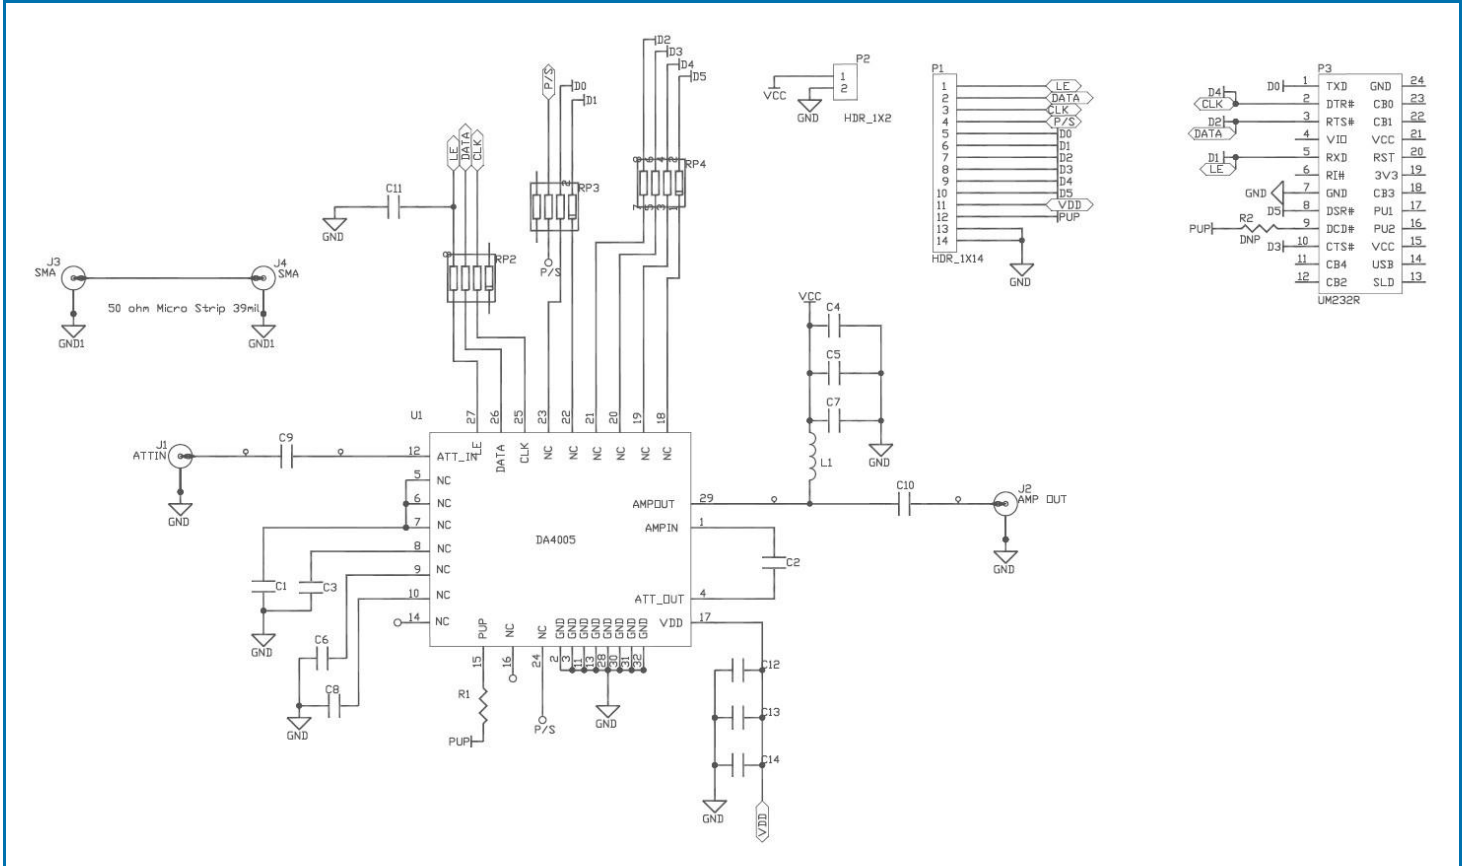 D2
D3
D4
D5
P/S
D0
D1
LE
DATA
CLK
8
6
4
2
RP4
7
5
3
1
2
RP3
P/S
C11
GND
8
RP2
J3
SMA
J4
SMA
50 ohm Micro Strip 39mil
GND1
GND1
P2
1
2
VCC
GND
HDR_1X2
P1
1 LE
2 DATA
3 CLK
4 P/S
5 D0
6 D1
7 D2
8 D3
9 D4
10 D5
11 VDD
12 PUP
13
14
HDR_1X14
GND
P3
D0 1 TXD GND 24
D4
CLK 2 DTR# CB0 23
D2 3 RTS# CB1 22
DATA
4 VIO VCC 21
D1 5 RXD RST 20
LE
6 RI# 3V3 19
GND 7 GND CB3 18
D5 8 DSR# PU1 17
PUP R2 9 DCD# PU2 16
DNP
D3 10 CTS# VCC 15
11 CB4 USB 14
12 CB2 SLD 13
UM232R
VCC
C4
C5
C7
GND
L1
U1
27
26
25
23
22
21
20
19
18
LE
DATA
CLK
NC
NC
NC
NC
NC
NC
J1
ATTIN
GND
C9
12 ATT_IN
5 NC
6 NC
7 NC
8 NC
9 NC
10 NC
14 NC
DA4005
AMPOUT 29
AMPIN 1
ATT_OUT 4
VDD 17
C10
J2
AMP OUT
GND
C2
C1
C3
GND
C6
C8
GND
PUP
NC
NC
GND
GND
GND
GND
GND
GND
GND
GND
15
16
24
2
3
11
13
28
30
31
32
R1
PUP
P/S
GND
C12
C13
C14
GND
VDD